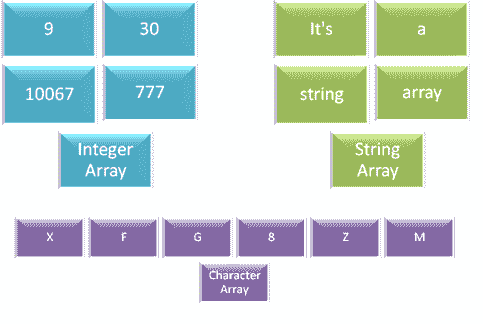 9 30
It's a
10067 777
string array
Integer
Array
String
Array
X F G 8 Z M
Character
Array